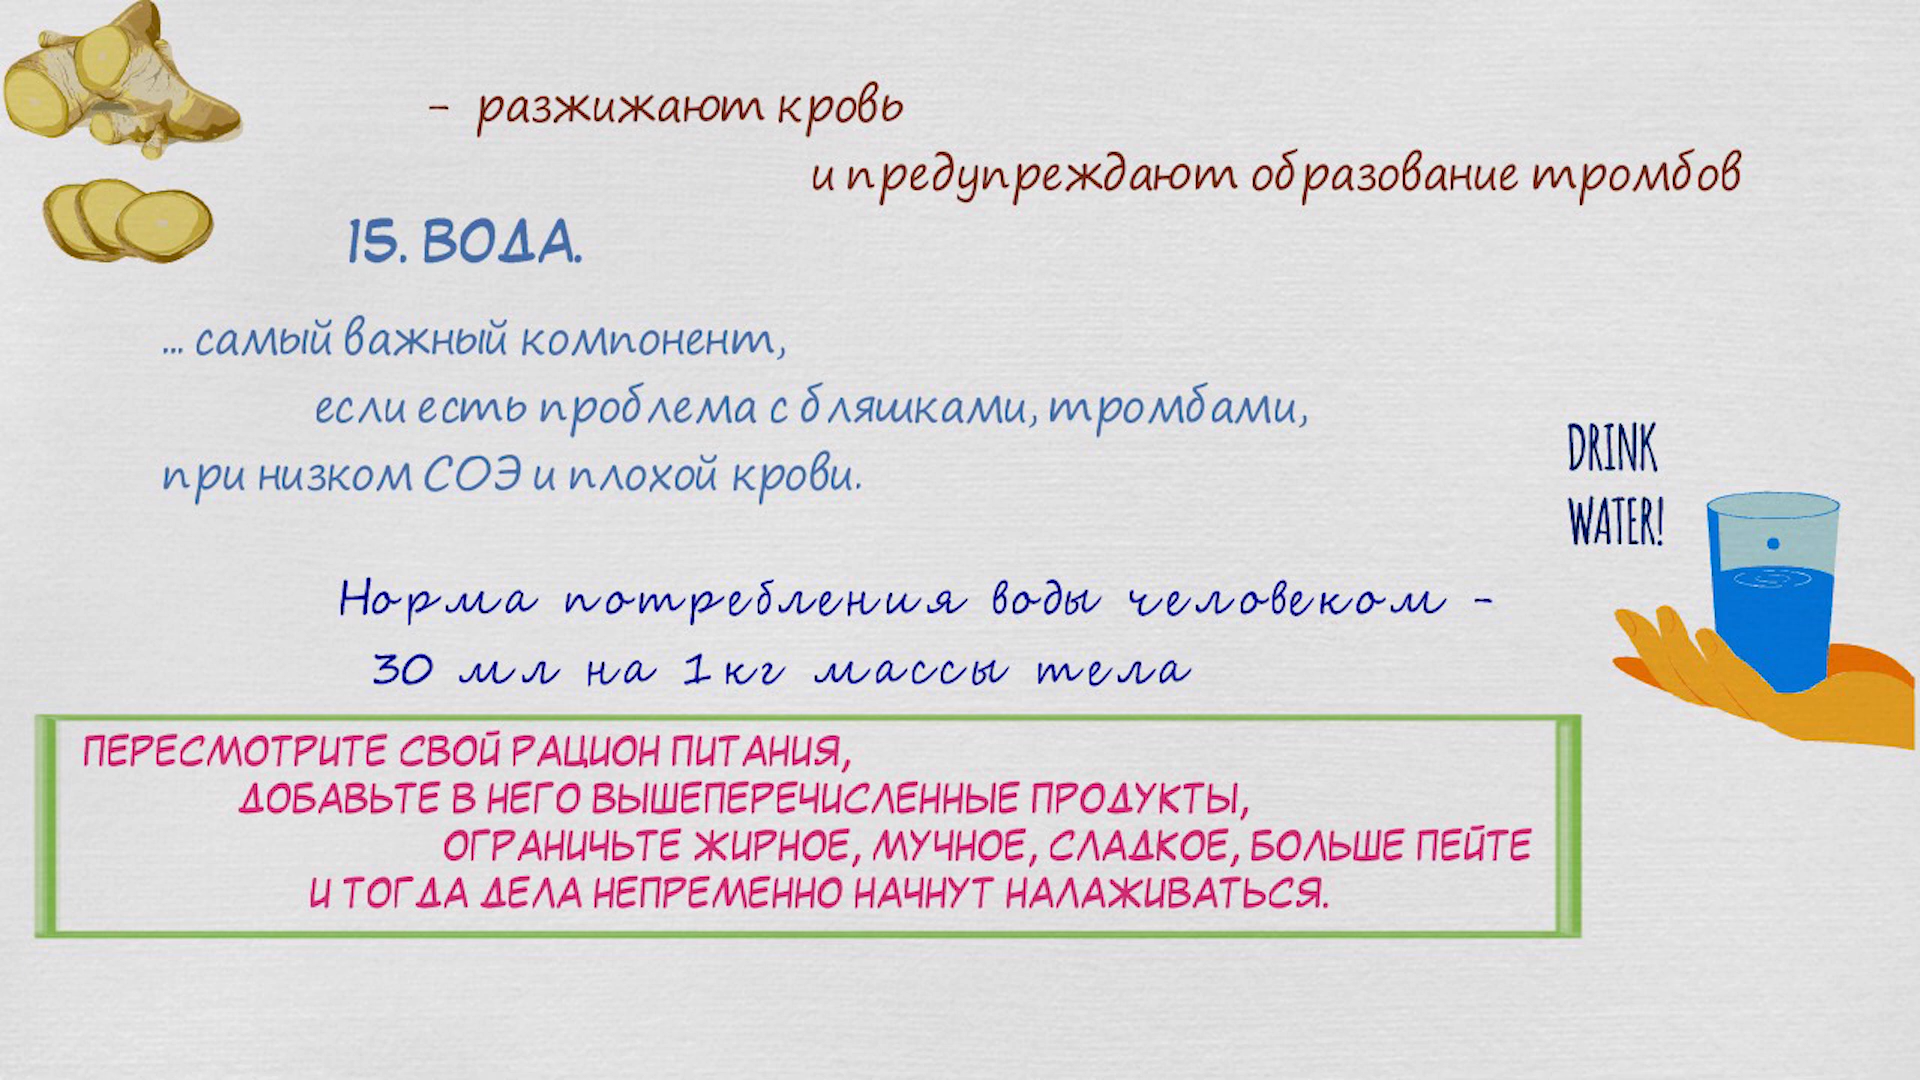 - разжижают кровь
и предупреждают образование тромбов
15. ВОДА.
... самый важный компонент,
если есть проблема с бляшками, тромбами,
при низком СОЭ и плохой крови.
DRINK
WATER!
Норма потребления воды человеком -
30 мл на 1 кг массы тела
ПЕРЕСМОТРИТЕ СВОЙ РАЦИОН ПИТАНИЯ,
ДОБАВЬТЕ В НЕГО ВЫШЕПЕРЕЧИСЛЕННЫЕ ПРОДУКТЫ,
ОГРАНИЧЬТЕ ЖИРНОЕ, МУЧНОЕ, СЛАДКОЕ, БОЛЬШЕ ПЕЙТЕ
И ТОГДА ДЕЛА НЕПРЕМЕННО НАЧНУТ НАЛАЖИВАТЬСЯ.